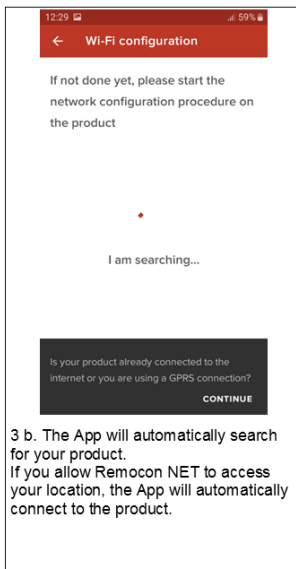 12:29 59%
← Wi-Fi configuration
If not done yet, please start the
network configuration procedure on
the product
I am searching...
Is your product already connected to the
internet or you are using a GPRS connection?
CONTINUE
3 b. The App will automatically search
for your product.
If you allow Remocon NET to access
your location, the App will automatically
connect to the product.